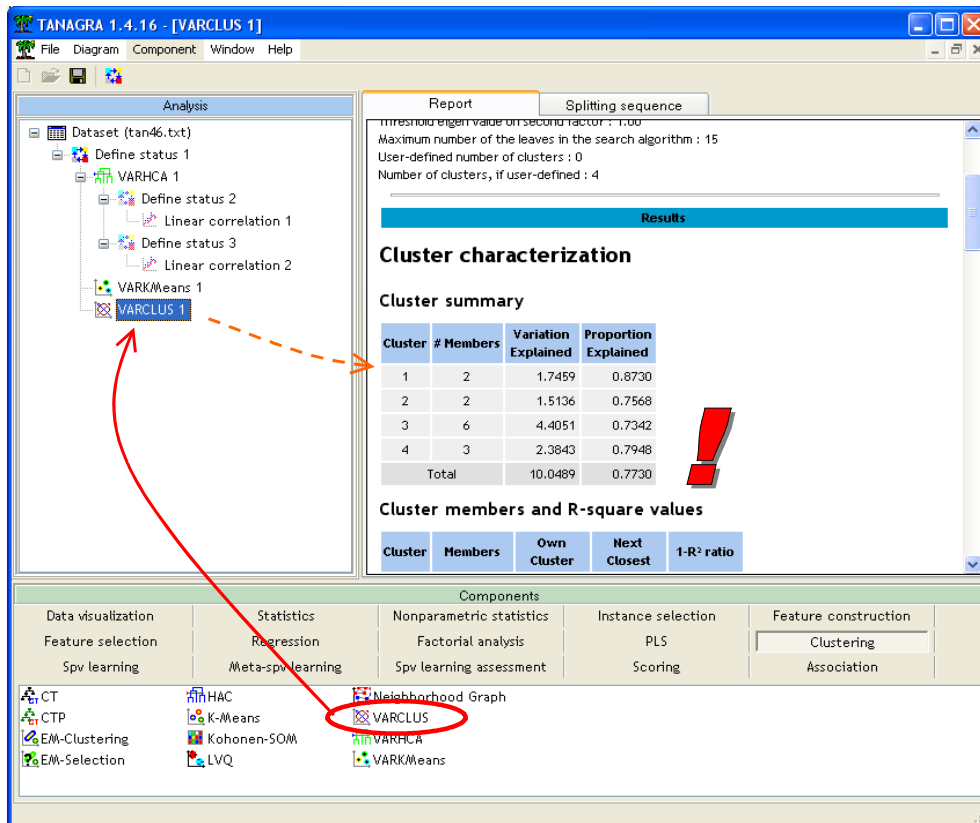 TANAGRA 1.4.16 - [VARCLUS 1]
File Diagram Component Window Help
Analysis
Dataset (tan46.txt)
Define status 1
VARHCA 1
Define status 2
Linear correlation 1
Define status 3
Linear correlation 2
VARKMeans 1
VARCLUS 1
Report Splitting sequence
Threshold eigen value on second factor : 1.00
Maximum number of the leaves in the search algorithm : 15
User-defined number of clusters : 0
Number of clusters, if user-defined : 4
Results
Cluster characterization
Cluster summary
Cluster # Members Variation Explained Proportion Explained
1 2 1.7459 0.8730
2 2 1.5136 0.7568
3 6 4.4051 0.7342
4 3 2.3843 0.7948
Total 10.0489 0.7730
!
Cluster members and R-square values
Cluster Members Own Cluster Next Closest 1-R² ratio
Components
Data visualization Statistics Nonparametric statistics Instance selection Feature construction
Feature selection Regression Factorial analysis PLS Clustering
Spv learning Meta-spv learning Spv learning assessment Scoring Association
CT HAC Neighborhood Graph
CTP K-Means VARCLUS
EM-Clustering Kohonen-SOM VARHCA
EM-Selection LVQ VARKMeans